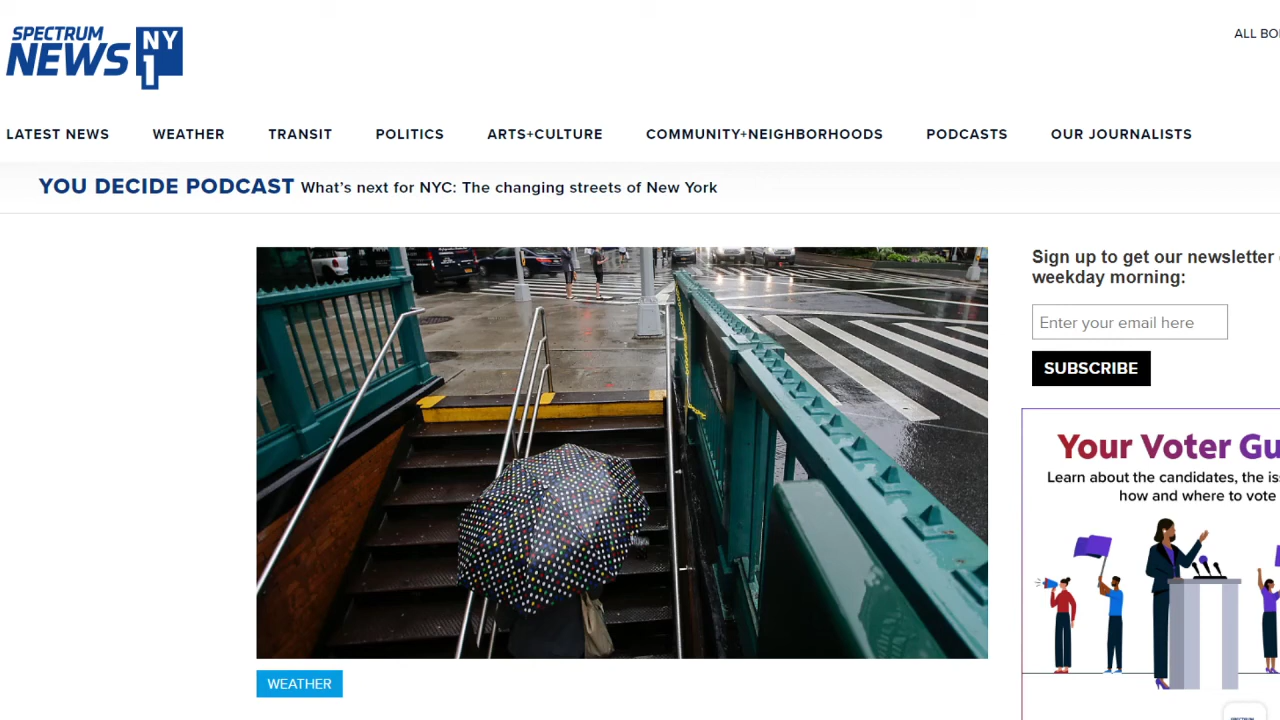 SPECTRUM
NEWS
NY
1
ALL BO
LATEST NEWS WEATHER TRANSIT POLITICS ARTS+CULTURE COMMUNITY+NEIGHBORHOODS PODCASTS OUR JOURNALISTS
YOU DECIDE PODCAST What's next for NYC: The changing streets of New York
Sign up to get our newsletter
weekday morning:
Enter your email here
SUBSCRIBE
Your Voter Gu
Learn about the candidates, the is
how and where to vote
WEATHER